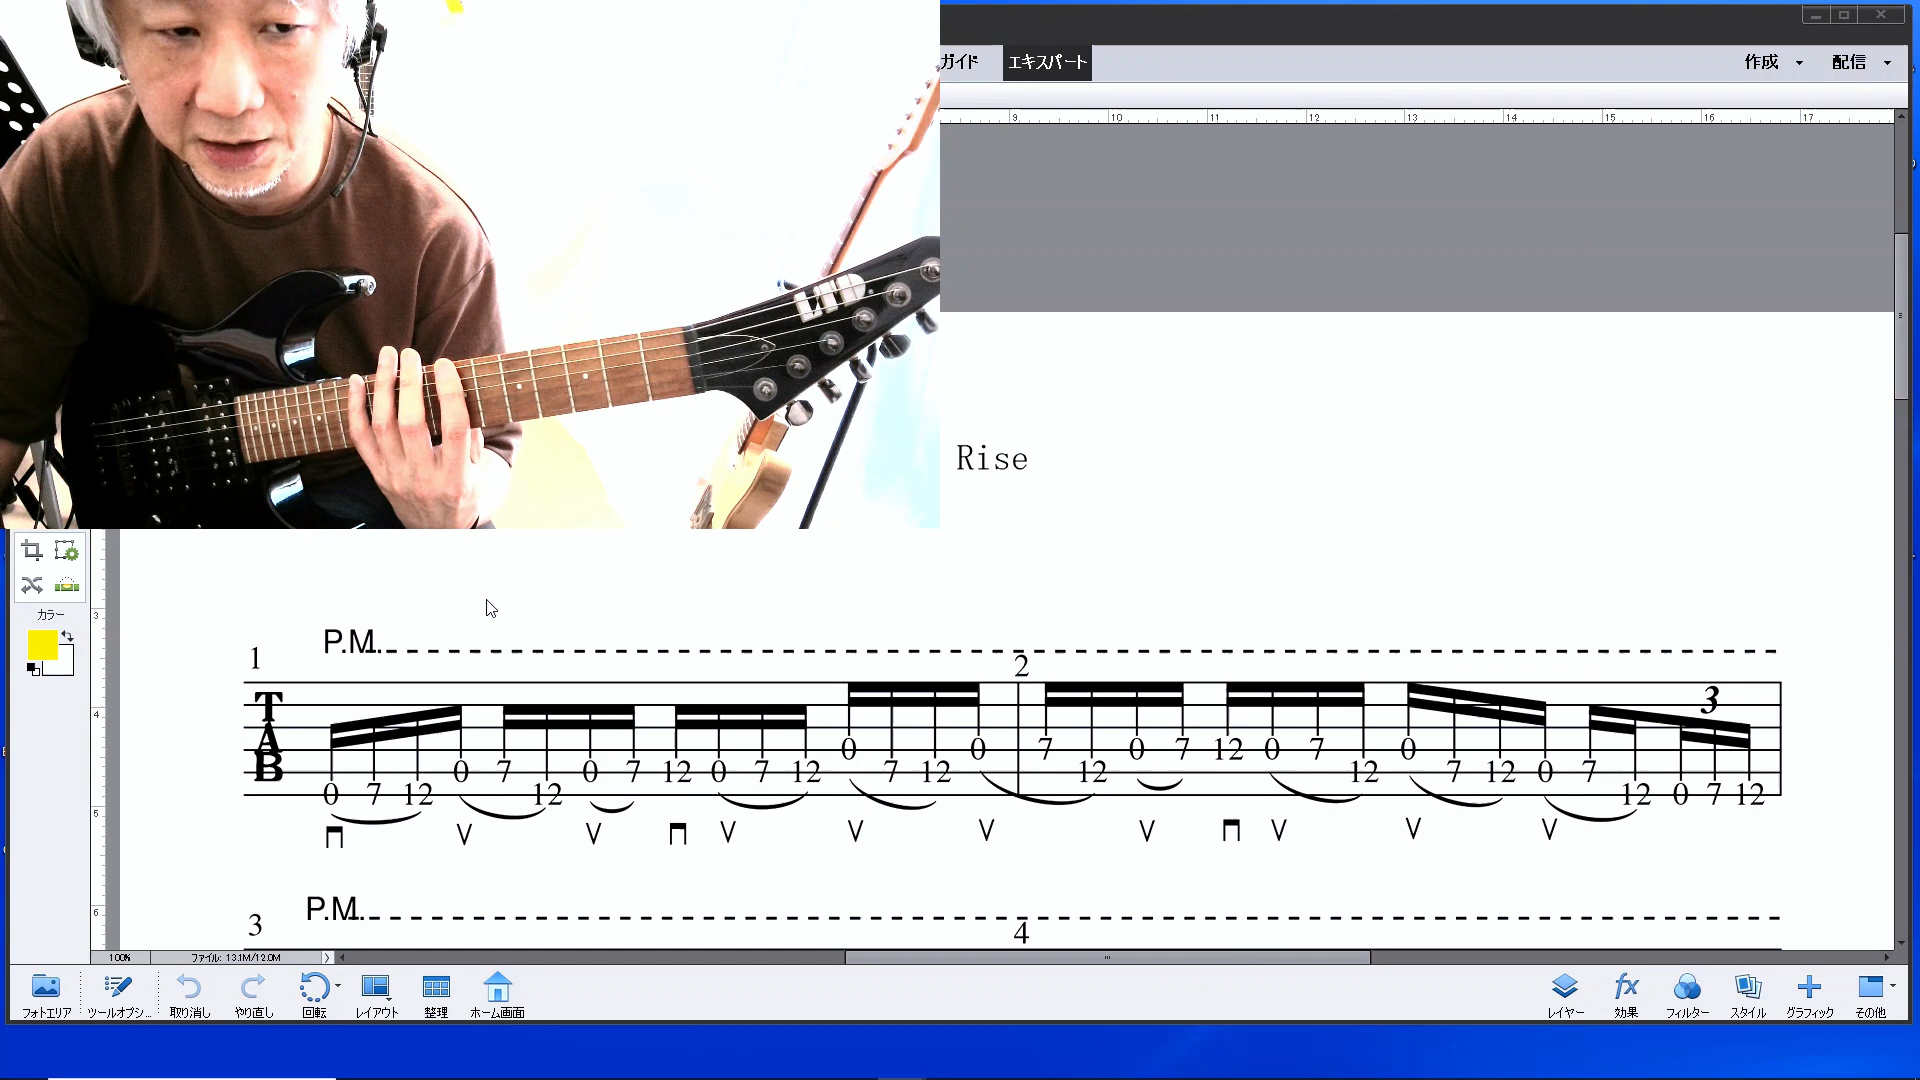 ガイド エキスパート 作成 配信
9 10 11 12 13 14 15 16 17
Rise
カラー
3
4
5
6
P.M.
1 2
3
T
A
B
0 0 7 0 7 12 0 0
0 7 0 7 12 0 7 12 7 12 12 7 12 0 7
0 7 12 12 12 0 7 12
P.M.
3 4
100% ファイル: 13.1M/12.0M
フォトエリア ツールオプシ... 取り消し やり直し 回転 レイアウト 整理 ホーム画面 レイヤー 効果 フィルター スタイル グラフィック その他